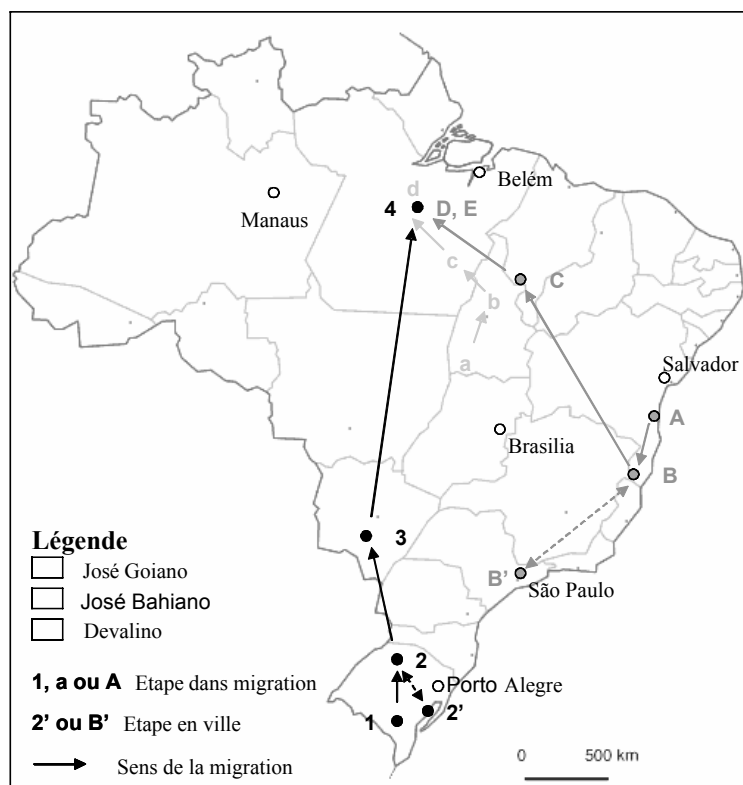 Belém
d
4 D, E
Manaus
c
C
b
a
Salvador
A
Brasilia
B
3
Légende
José Goiano
José Bahiano
Devalino
B’ São Paulo
1, a ou A Etape dans migration
2
Porto Alegre
2’ ou B’ Etape en ville
1 2’
Sens de la migration
0 500 km